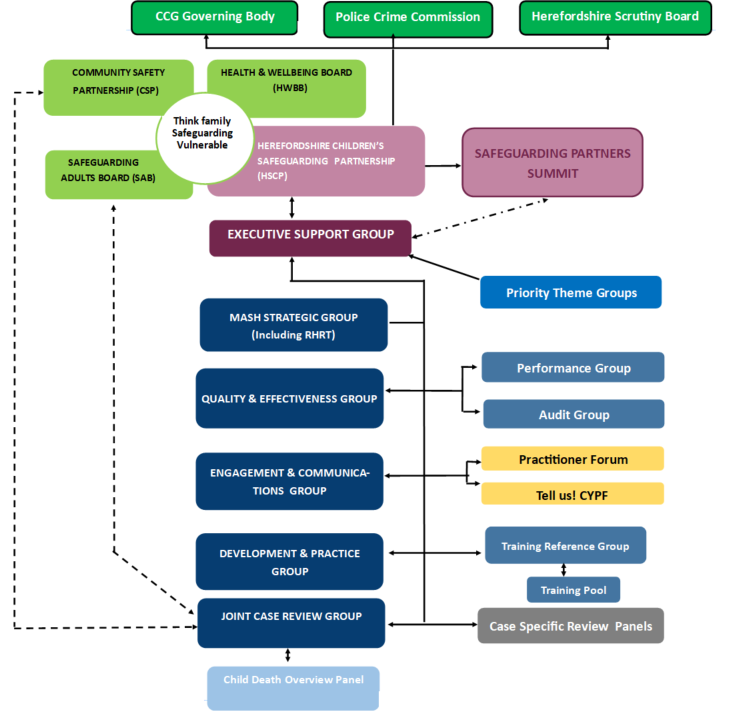 CCG Governing Body
Police Crime Commission
Herefordshire Scrutiny Board
COMMUNITY SAFETY
PARTNERSHIP (CSP)
HEALTH & WELLBEING BOARD
(HWBB)
Think family
Safeguarding
Vulnerable
HEREFORDSHIRE CHILDREN'S
SAFEGUARDING PARTNERSHIP
(HSCP)
SAFEGUARDING PARTNERS
SUMMIT
SAFEGUARDING
ADULTS BOARD (SAB)
EXECUTIVE SUPPORT GROUP
Priority Theme Groups
MASH STRATEGIC GROUP
(Including RHRT)
Performance Group
QUALITY & EFFECTIVENESS GROUP
Audit Group
Practitioner Forum
ENGAGEMENT & COMMUNICA-
TIONS GROUP
Tell us! CYPF
DEVELOPMENT & PRACTICE
GROUP
Training Reference Group
Training Pool
JOINT CASE REVIEW GROUP
Case Specific Review Panels
Child Death Overview Panel